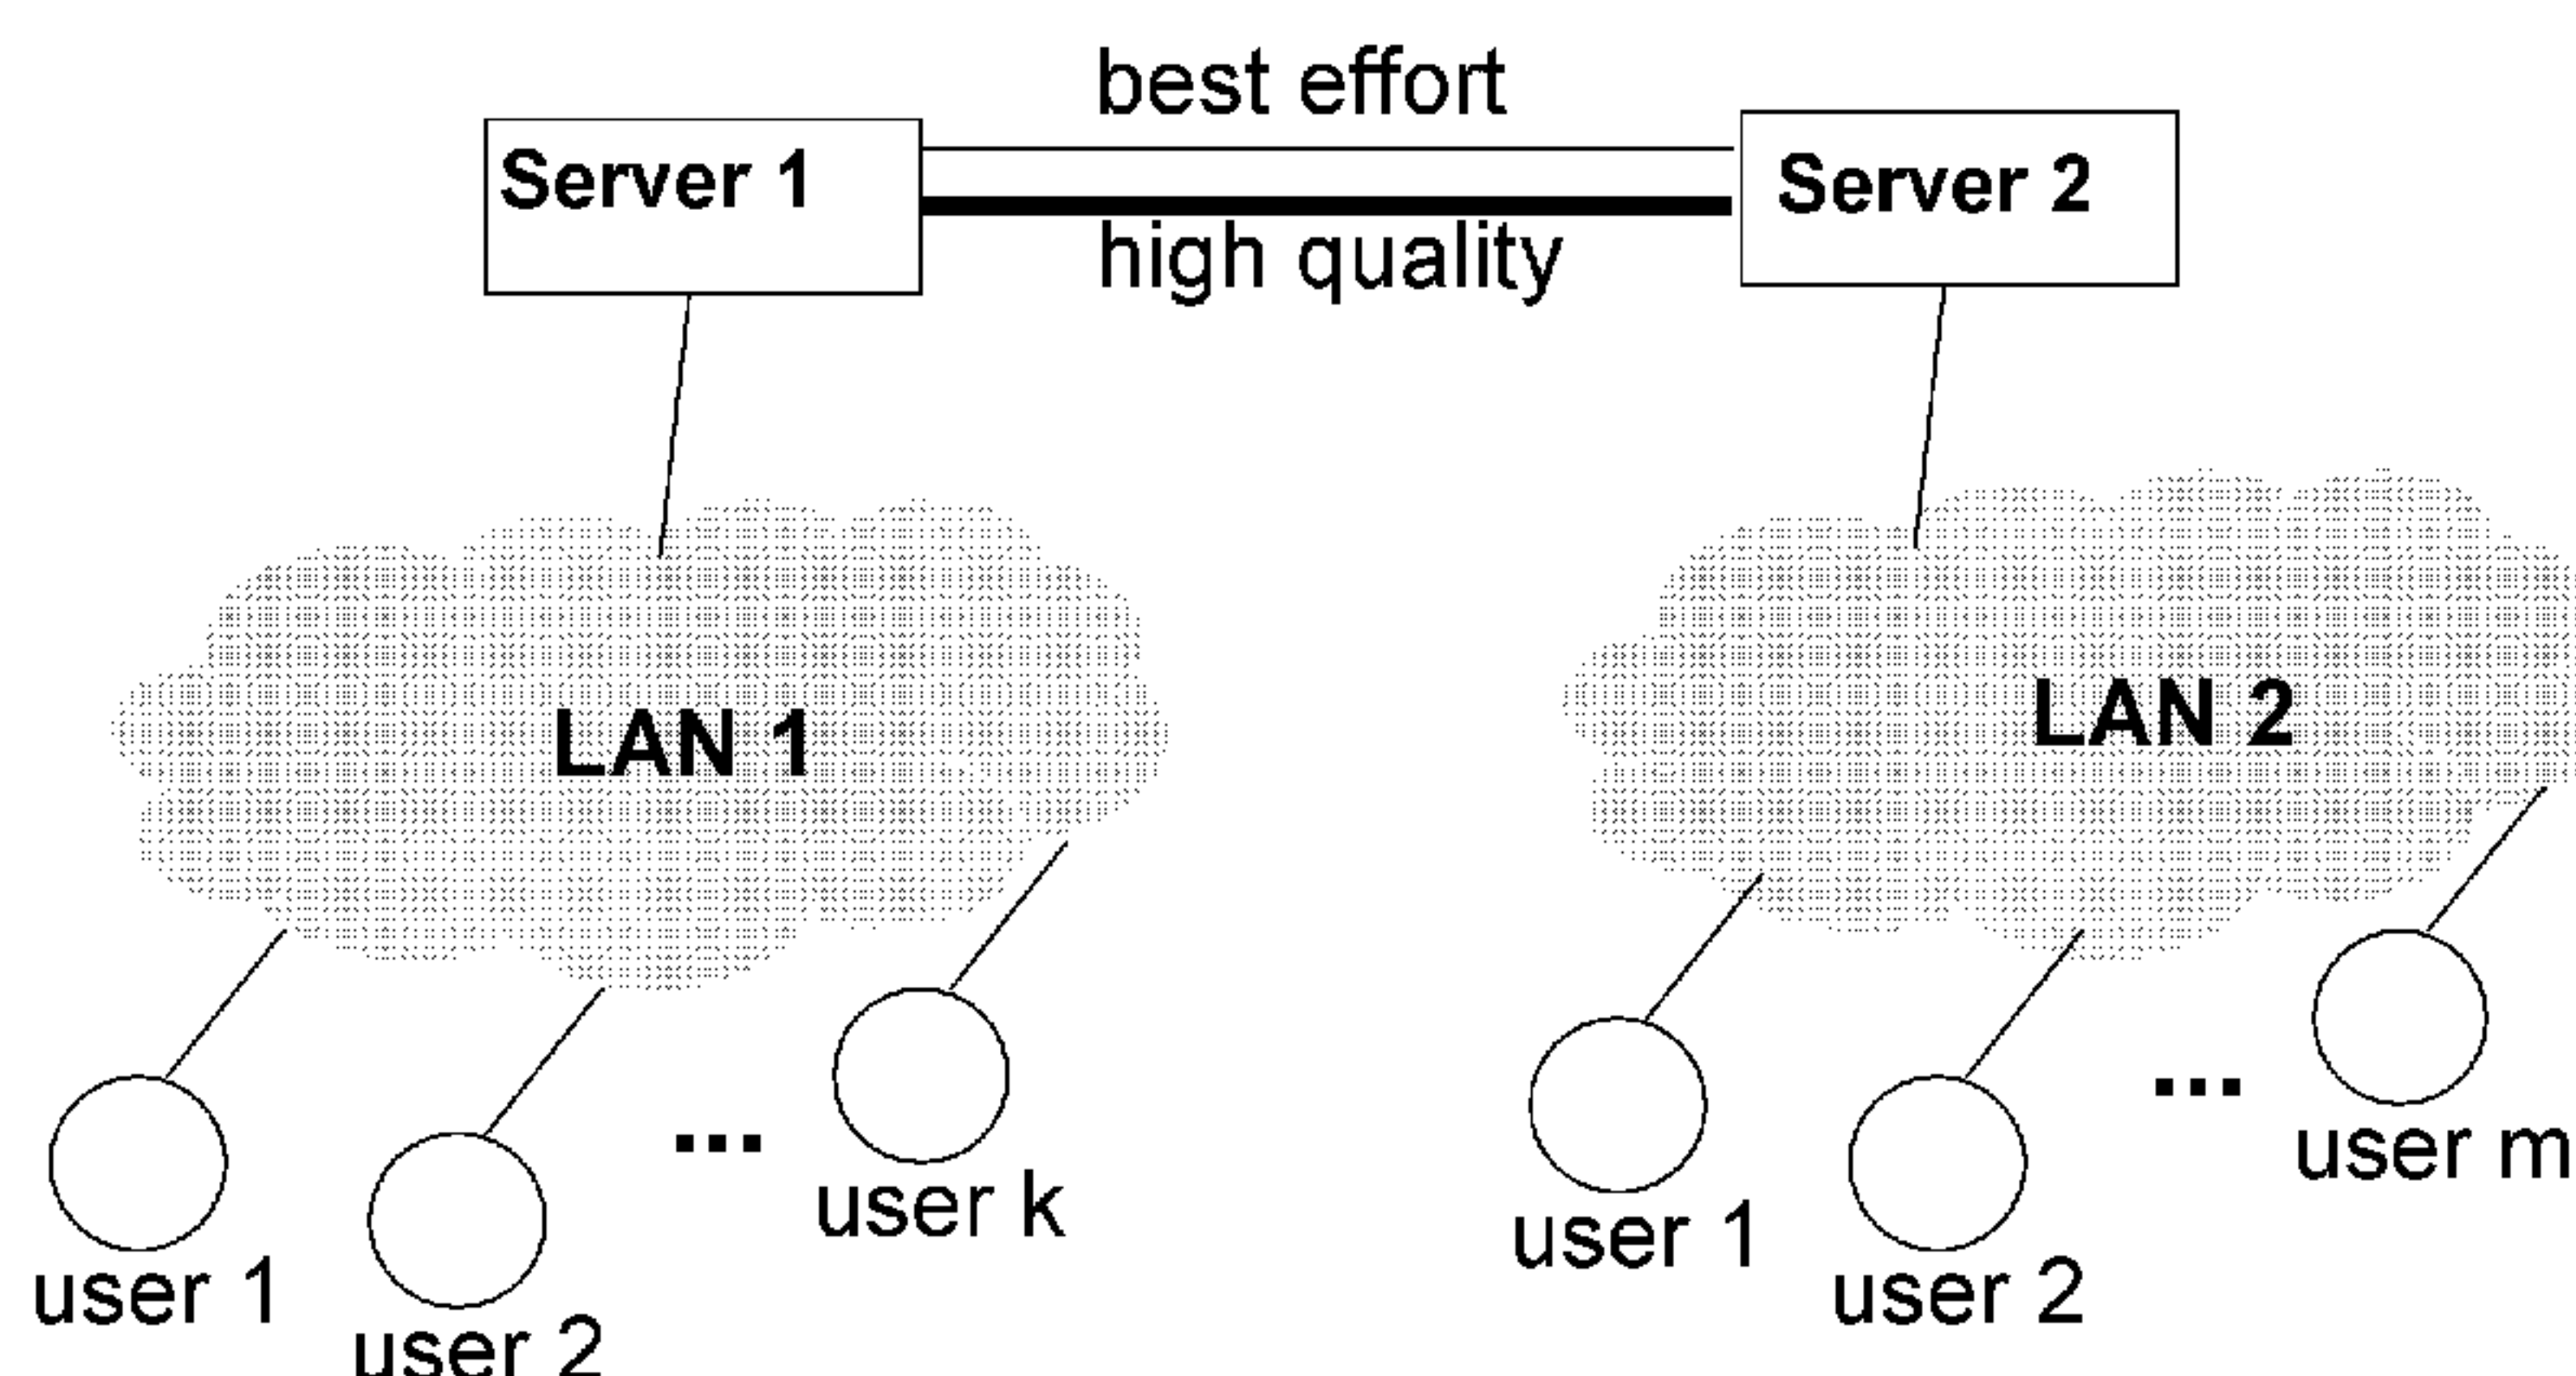 best effort
Server 1
Server 2
high quality
LAN 1
LAN 2
...
...
user k
user m
user 1
user 2
user 1
user 2